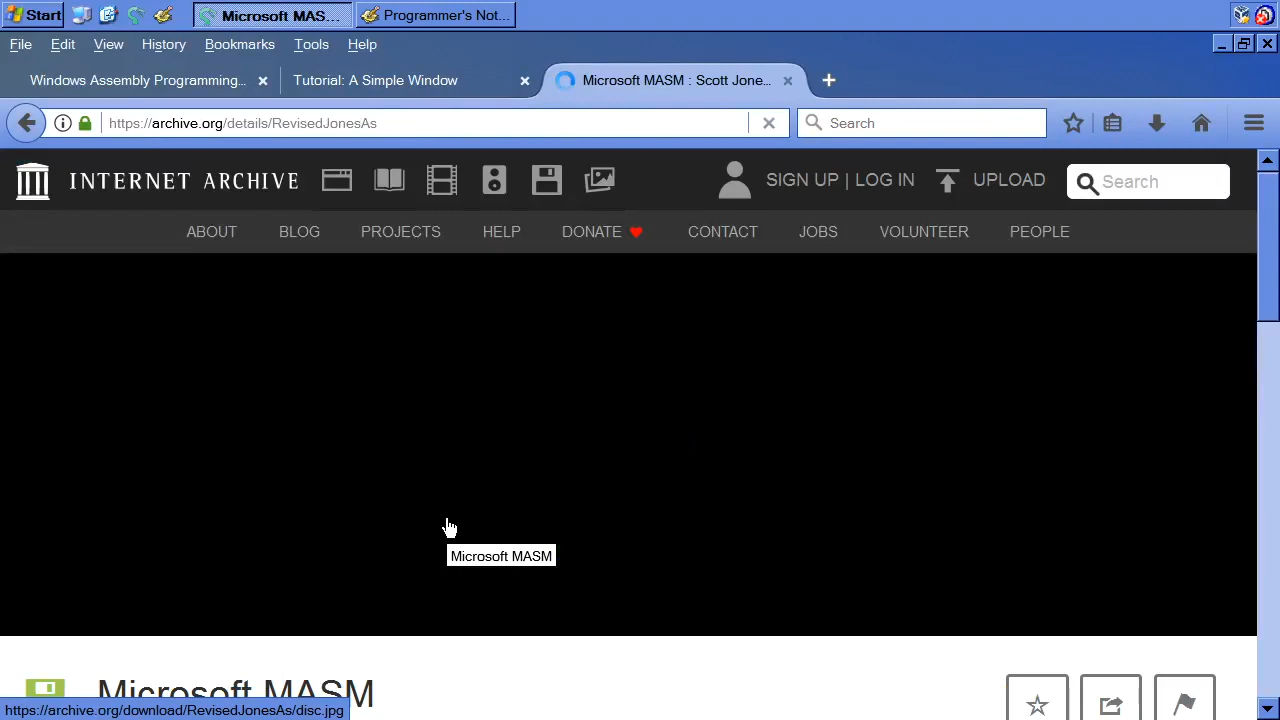 Start Microsoft MAS... Programmer's Not...
File Edit View History Bookmarks Tools Help
Windows Assembly Programming... Tutorial: A Simple Window Microsoft MASM : Scott Jone...
https://archive.org/details/RevisedJonesAs Search
INTERNET ARCHIVE SIGN UP | LOG IN UPLOAD Search
ABOUT BLOG PROJECTS HELP DONATE CONTACT JOBS VOLUNTEER PEOPLE
Microsoft MASM
Microsoft MASM
https://archive.org/download/RevisedJonesAs/disc.jpg